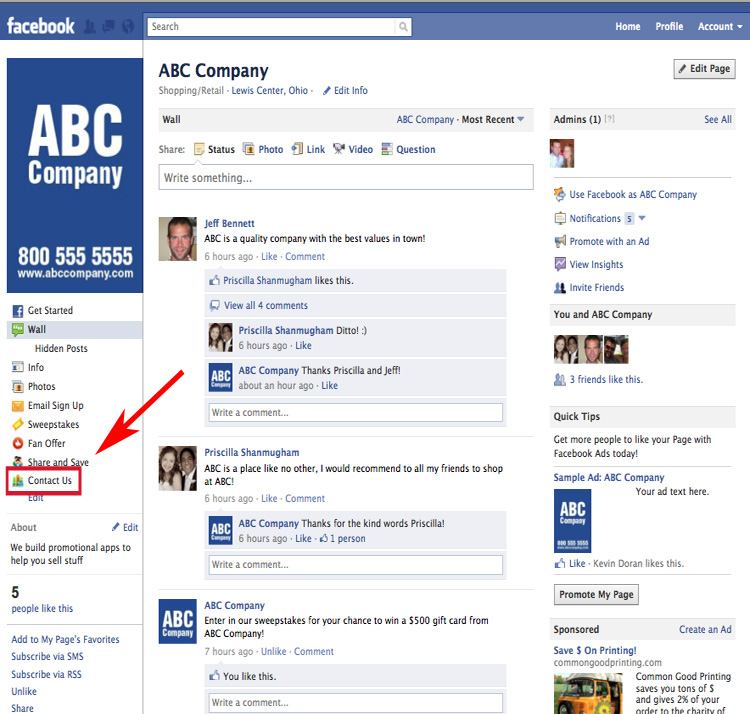 facebook
Search
Home Profile Account
ABC
Company
800 555 5555
www.abccompany.com
Get Started
Wall
Hidden Posts
Info
Photos
Email Sign Up
Sweepstakes
Fan Offer
Share and Save
Contact Us
Edit
About Edit
We build promotional apps to
help you sell stuff
5
people like this
Add to My Page's Favorites
Subscribe via SMS
Subscribe via RSS
Unlike
Share
ABC Company
Shopping/Retail · Lewis Center, Ohio · Edit Info
Edit Page
Wall ABC Company · Most Recent
Share: Status Photo Link Video Question
Write something...
Jeff Bennett
ABC is a quality company with the best values in town!
6 hours ago · Like · Comment
Priscilla Shanmugham likes this.
View all 4 comments
Priscilla Shanmugham Ditto! :)
6 hours ago · Like
ABC
Company
ABC Company Thanks Priscilla and Jeff!
about an hour ago · Like
Write a comment...
Priscilla Shanmugham
ABC is a place like no other, I would recommend to all my friends to shop
at ABC!
6 hours ago · Like · Comment
ABC
Company
ABC Company Thanks for the kind words Priscilla!
6 hours ago · Like · 1 person
Write a comment...
ABC
Company
ABC Company
Enter in our sweepstakes for your chance to win a $500 gift card from
ABC Company!
7 hours ago · Unlike · Comment
You like this.
Write a comment...
Admins (1) [?] See All
Use Facebook as ABC Company
Notifications 5
Promote with an Ad
View Insights
Invite Friends
You and ABC Company
3 friends like this.
Quick Tips
Get more people to like your Page with
Facebook Ads today!
Sample Ad: ABC Company
ABC
Company
800 555 5555
www.abccompany.com
Your ad text here.
Like · Kevin Doran likes this.
Promote My Page
Sponsored Create an Ad
Save $ On Printing!
commongoodprinting.com
Common Good Printing
saves you tons of $
and gives 2% of your
order to the charity of